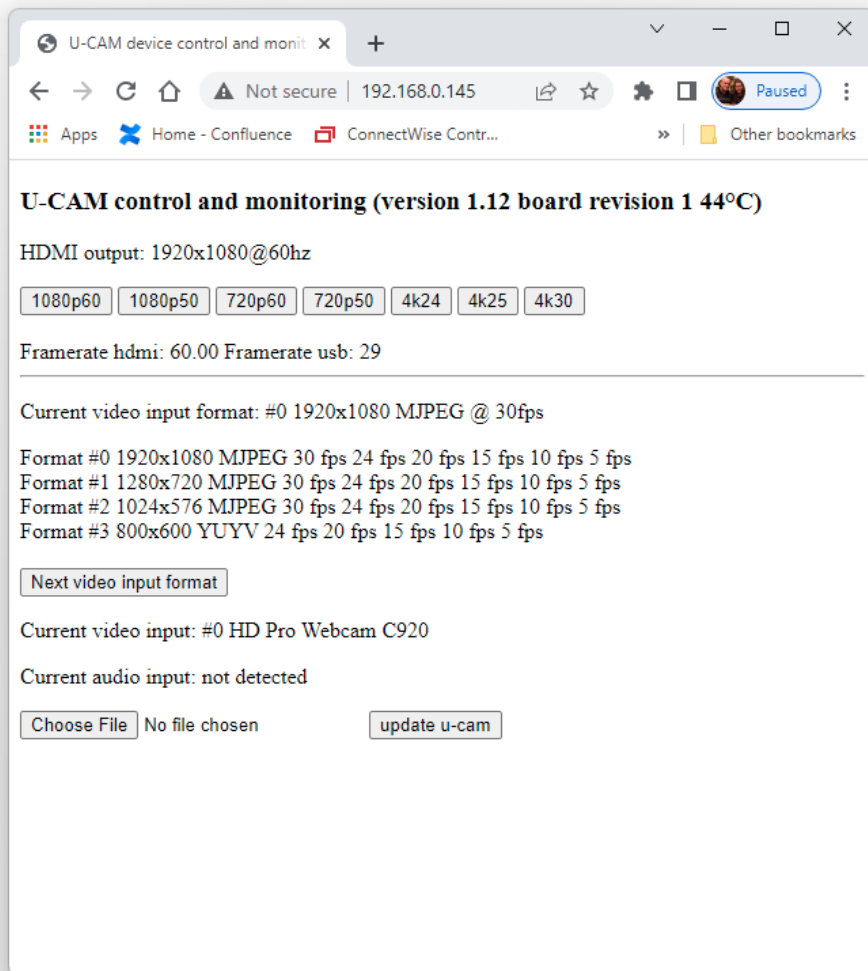 U-CAM device control and monit
Not secure 192.168.0.145 Paused
Apps Home - Confluence ConnectWise Contr... » Other bookmarks
U-CAM control and monitoring (version 1.12 board revision 1 44°C)
HDMI output: 1920x1080@60hz
1080p60 1080p50 720p60 720p50 4k24 4k25 4k30
Framerate hdmi: 60.00 Framerate usb: 29
Current video input format: #0 1920x1080 MJPEG @ 30fps
Format #0 1920x1080 MJPEG 30 fps 24 fps 20 fps 15 fps 10 fps 5 fps
Format #1 1280x720 MJPEG 30 fps 24 fps 20 fps 15 fps 10 fps 5 fps
Format #2 1024x576 MJPEG 30 fps 24 fps 20 fps 15 fps 10 fps 5 fps
Format #3 800x600 YUYV 24 fps 20 fps 15 fps 10 fps 5 fps
Next video input format
Current video input: #0 HD Pro Webcam C920
Current audio input: not detected
Choose File No file chosen update u-cam